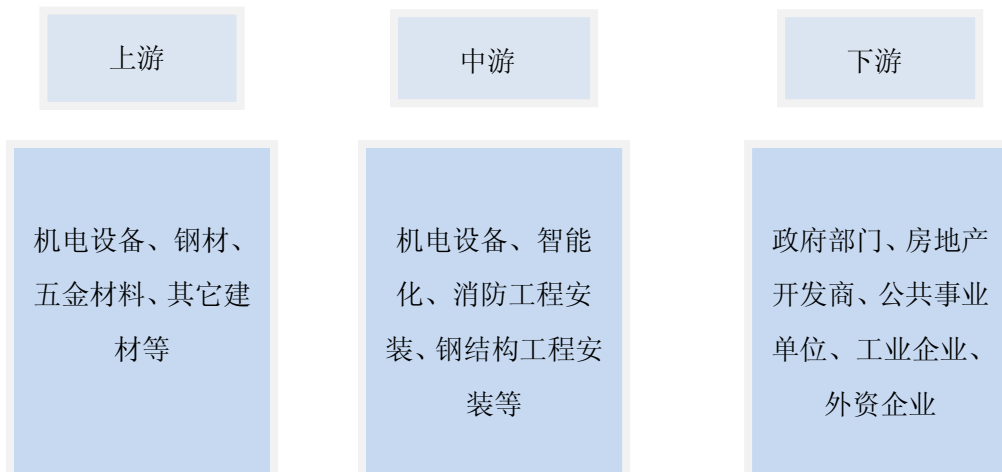 上游
中游
下游
机电设备、钢材、
五金材料、其它建
材等
机电设备、智能
化、消防工程安
装、钢结构工程安
装等
政府部门、房地产
开发商、公共事业
单位、工业企业、
外资企业